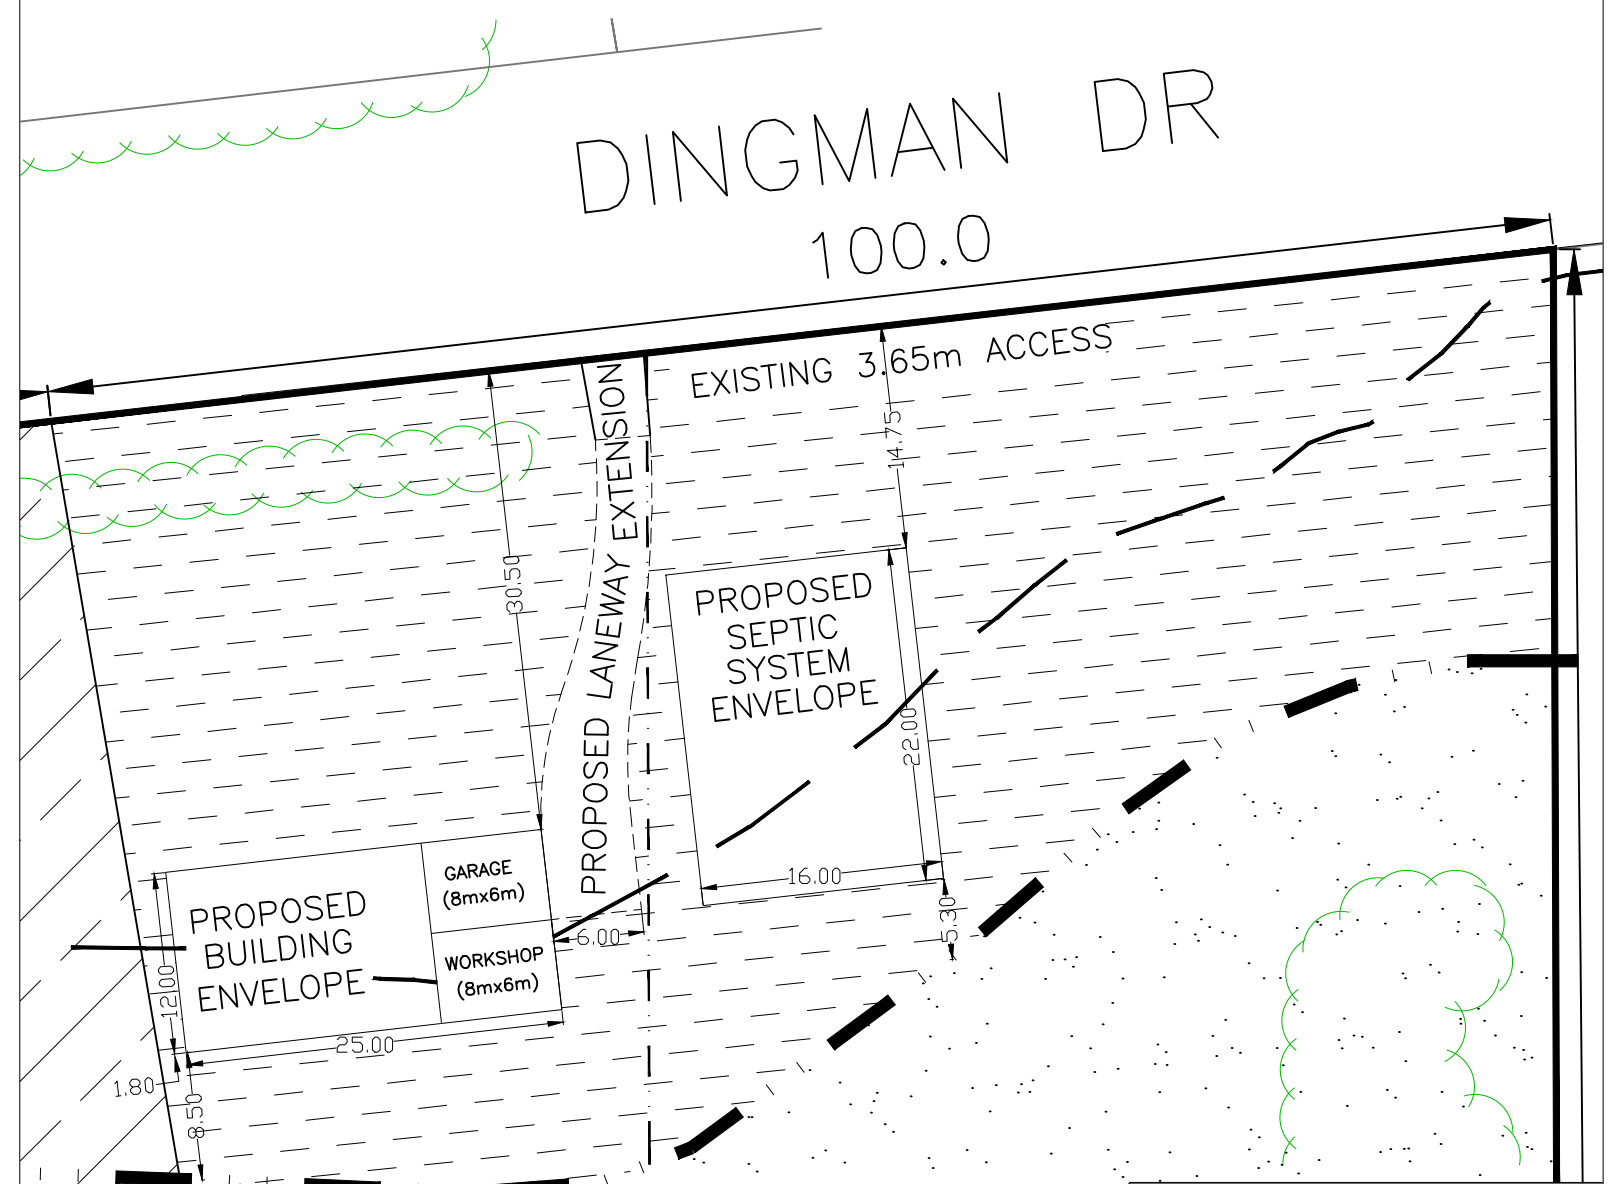 DINGMAN DR
100.0
EXISTING 3.65m ACCESS
PROPOSED LANEWAY EXTENSION
14.75
30.50
PROPOSED
SEPTIC
SYSTEM
ENVELOPE
22.00
16.00
5.30
GARAGE
(8mx6m)
PROPOSED
BUILDING
ENVELOPE
WORKSHOP
(8mx6m)
6.00
12.00
25.00
1.80
8.50